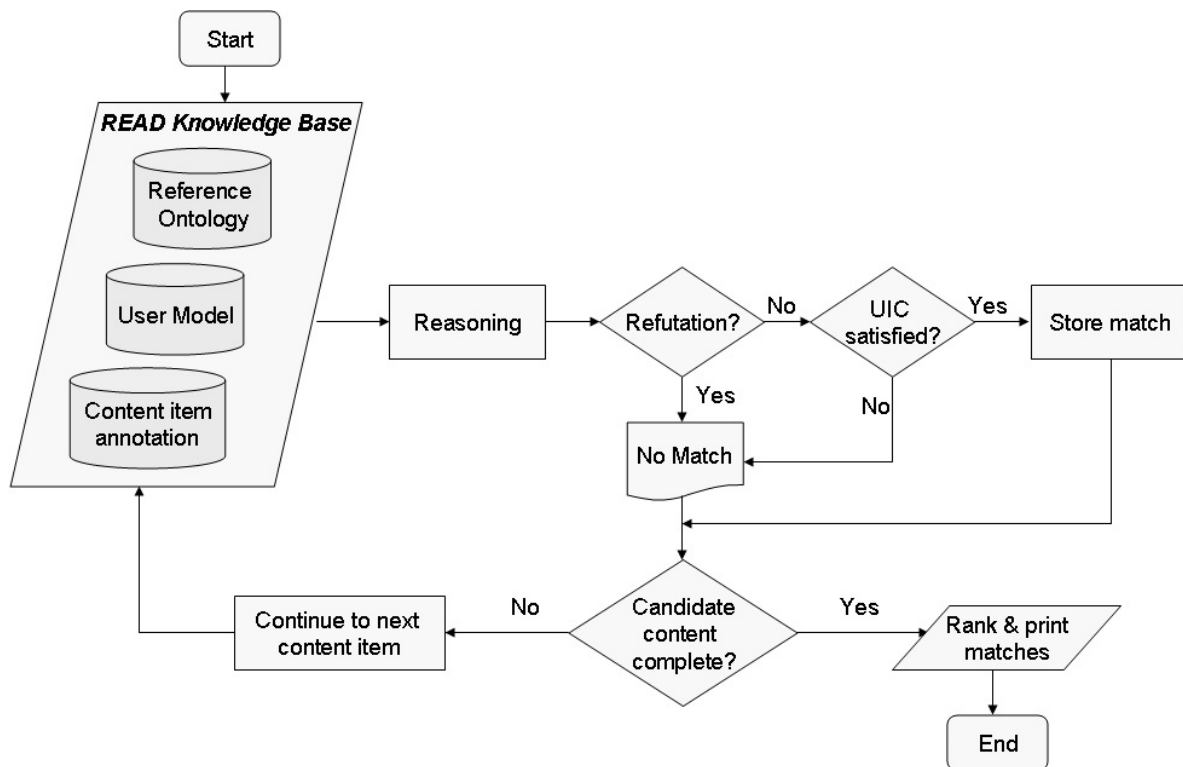 Start
READ Knowledge Base
Reference
Ontology
User Model
Content item
annotation
Reasoning
Refutation?
No
UIC
satisfied?
Yes
Store match
Yes
No
No Match
Candidate
content
complete?
No
Continue to next
content item
Yes
Rank & print
matches
End